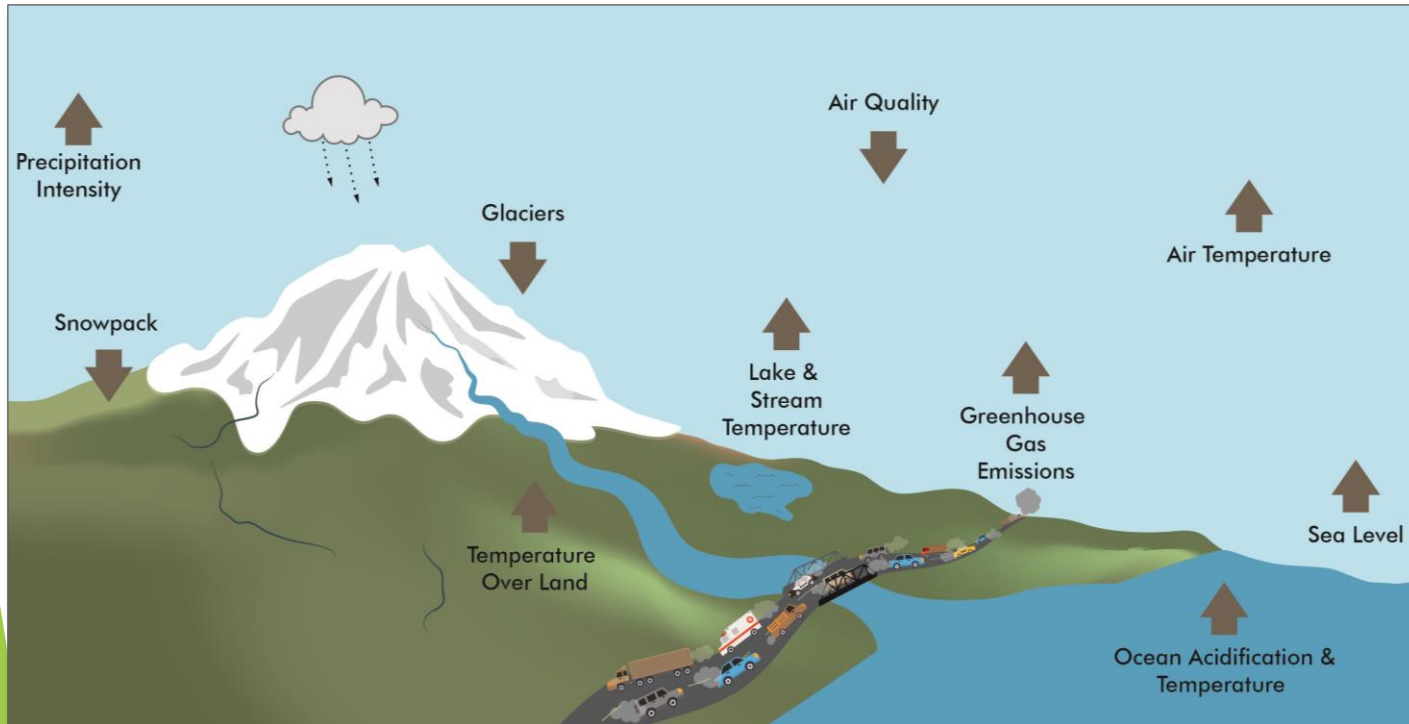 Air Quality
Precipitation
Intensity
Glaciers
Air Temperature
Snowpack
Lake &
Stream
Temperature
Greenhouse
Gas
Emissions
Sea Level
Temperature
Over Land
Ocean Acidification &
Temperature